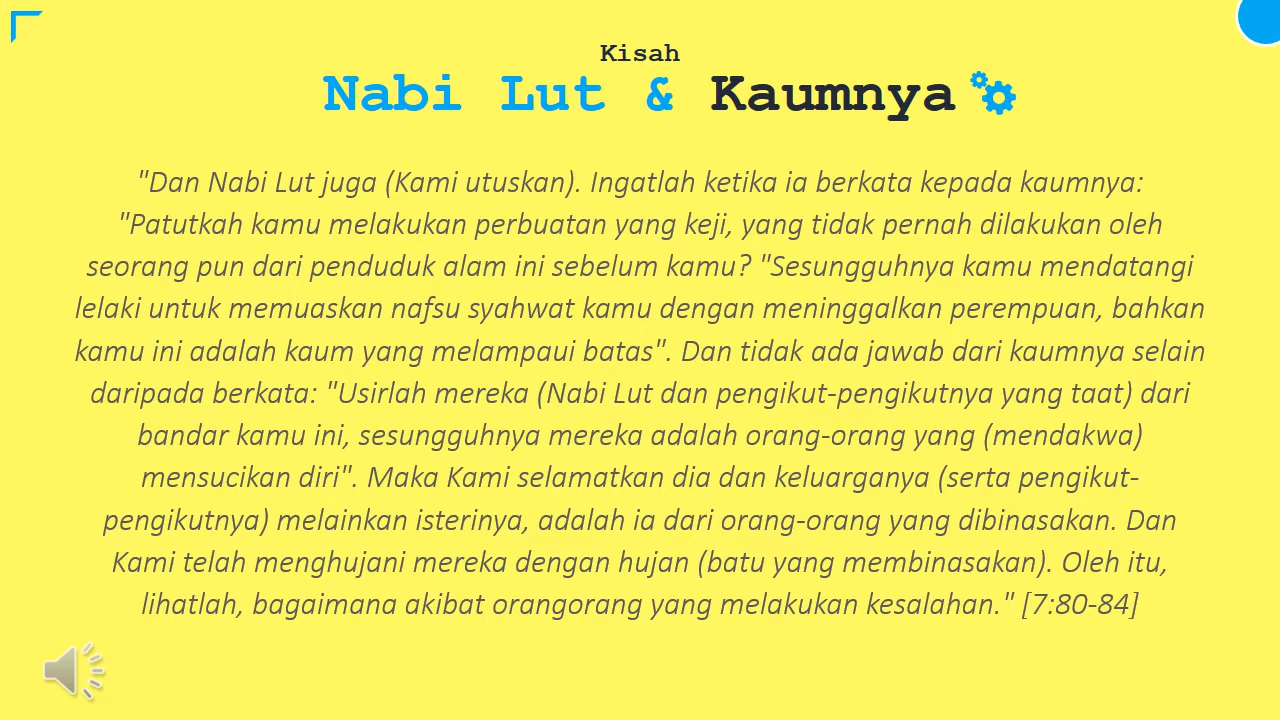 Kisah
Nabi Lut & Kaumnya
"Dan Nabi Lut juga (Kami utuskan). Ingatlah ketika ia berkata kepada kaumnya:
"Patutkah kamu melakukan perbuatan yang keji, yang tidak pernah dilakukan oleh
seorang pun dari penduduk alam ini sebelum kamu? "Sesungguhnya kamu mendatangi
lelaki untuk memuaskan nafsu syahwat kamu dengan meninggalkan perempuan, bahkan
kamu ini adalah kaum yang melampaui batas". Dan tidak ada jawab dari kaumnya selain
daripada berkata: "Usirlah mereka (Nabi Lut dan pengikut-pengikutnya yang taat) dari
bandar kamu ini, sesungguhnya mereka adalah orang-orang yang (mendakwa)
mensucikan diri". Maka Kami selamatkan dia dan keluarganya (serta pengikut-
pengikutnya) melainkan isterinya, adalah ia dari orang-orang yang dibinasakan. Dan
Kami telah menghujani mereka dengan hujan (batu yang membinasakan). Oleh itu,
lihatlah, bagaimana akibat orangorang yang melakukan kesalahan." [7:80-84]